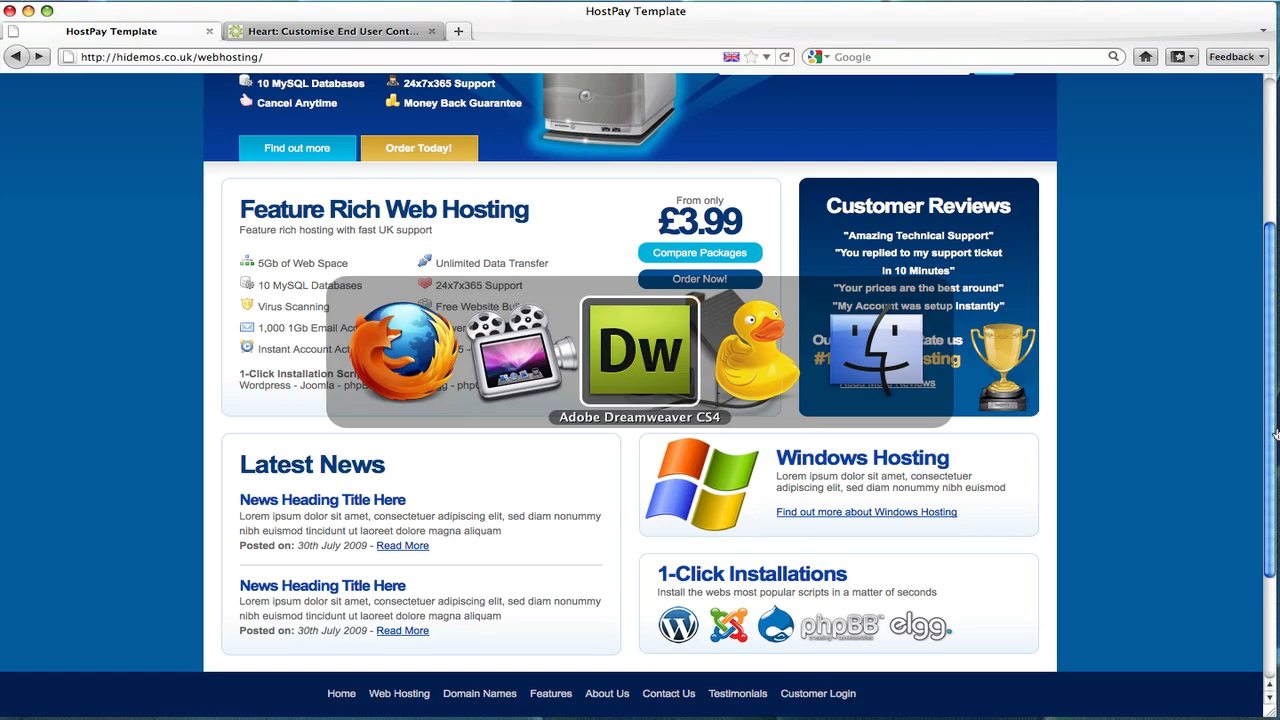 HostPay Template
HostPay Template
Heart: Customise End User Cont...
http://hidemos.co.uk/webhosting/
Google
Feedback
10 MySQL Databases
24x7x365 Support
Cancel Anytime
Money Back Guarantee
Find out more
Order Today!
Feature Rich Web Hosting
Feature rich hosting with fast UK support
5Gb of Web Space
Unlimited Data Transfer
10 MySQL Databases
24x7x365 Support
Virus Scanning
Free Website Bui
1,000 1Gb Email Ac
Instant Account Act
1-Click Installation Scri
Wordpress - Joomla - phpB
From only
£3.99
Compare Packages
Order Now!
Customer Reviews
"Amazing Technical Support"
"You replied to my support ticket
in 10 Minutes"
"Your prices are the best around"
"My Account was setup Instantly"
Dw
Adobe Dreamweaver CS4
Latest News
News Heading Title Here
Lorem ipsum dolor sit amet, consectetuer adipiscing elit, sed diam nonummy
nibh euismod tincidunt ut laoreet dolore magna aliquam
Posted on: 30th July 2009 - Read More
News Heading Title Here
Lorem ipsum dolor sit amet, consectetuer adipiscing elit, sed diam nonummy
nibh euismod tincidunt ut laoreet dolore magna aliquam
Posted on: 30th July 2009 - Read More
Windows Hosting
Lorem ipsum dolor sit amet, consectetuer
adipiscing elit, sed diam nonummy nibh euismod
Find out more about Windows Hosting
1-Click Installations
Install the webs most popular scripts in a matter of seconds
phpBB
elgg.
Home
Web Hosting
Domain Names
Features
About Us
Contact Us
Testimonials
Customer Login